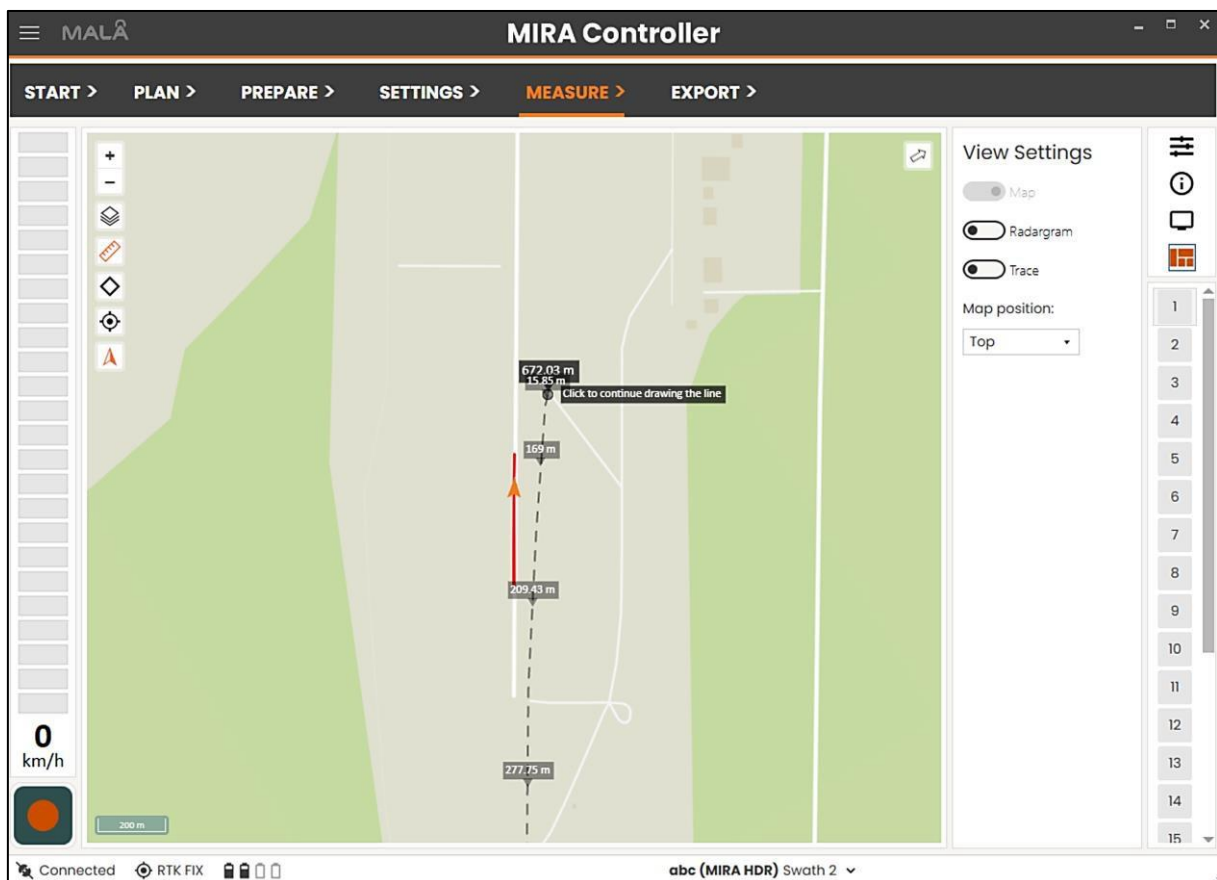 MALÅ
MIRA Controller
START > PLAN > PREPARE > SETTINGS > MEASURE > EXPORT >
+
−
672.03 m
15.85 m
Click to continue drawing the line
169 m
209.43 m
277.75 m
200 m
0
km/h
View Settings
Map
Radargram
Trace
Map position:
Top
1
2
3
4
5
6
7
8
9
10
11
12
13
14
15
Connected RTK FIX abc (MIRA HDR) Swath 2